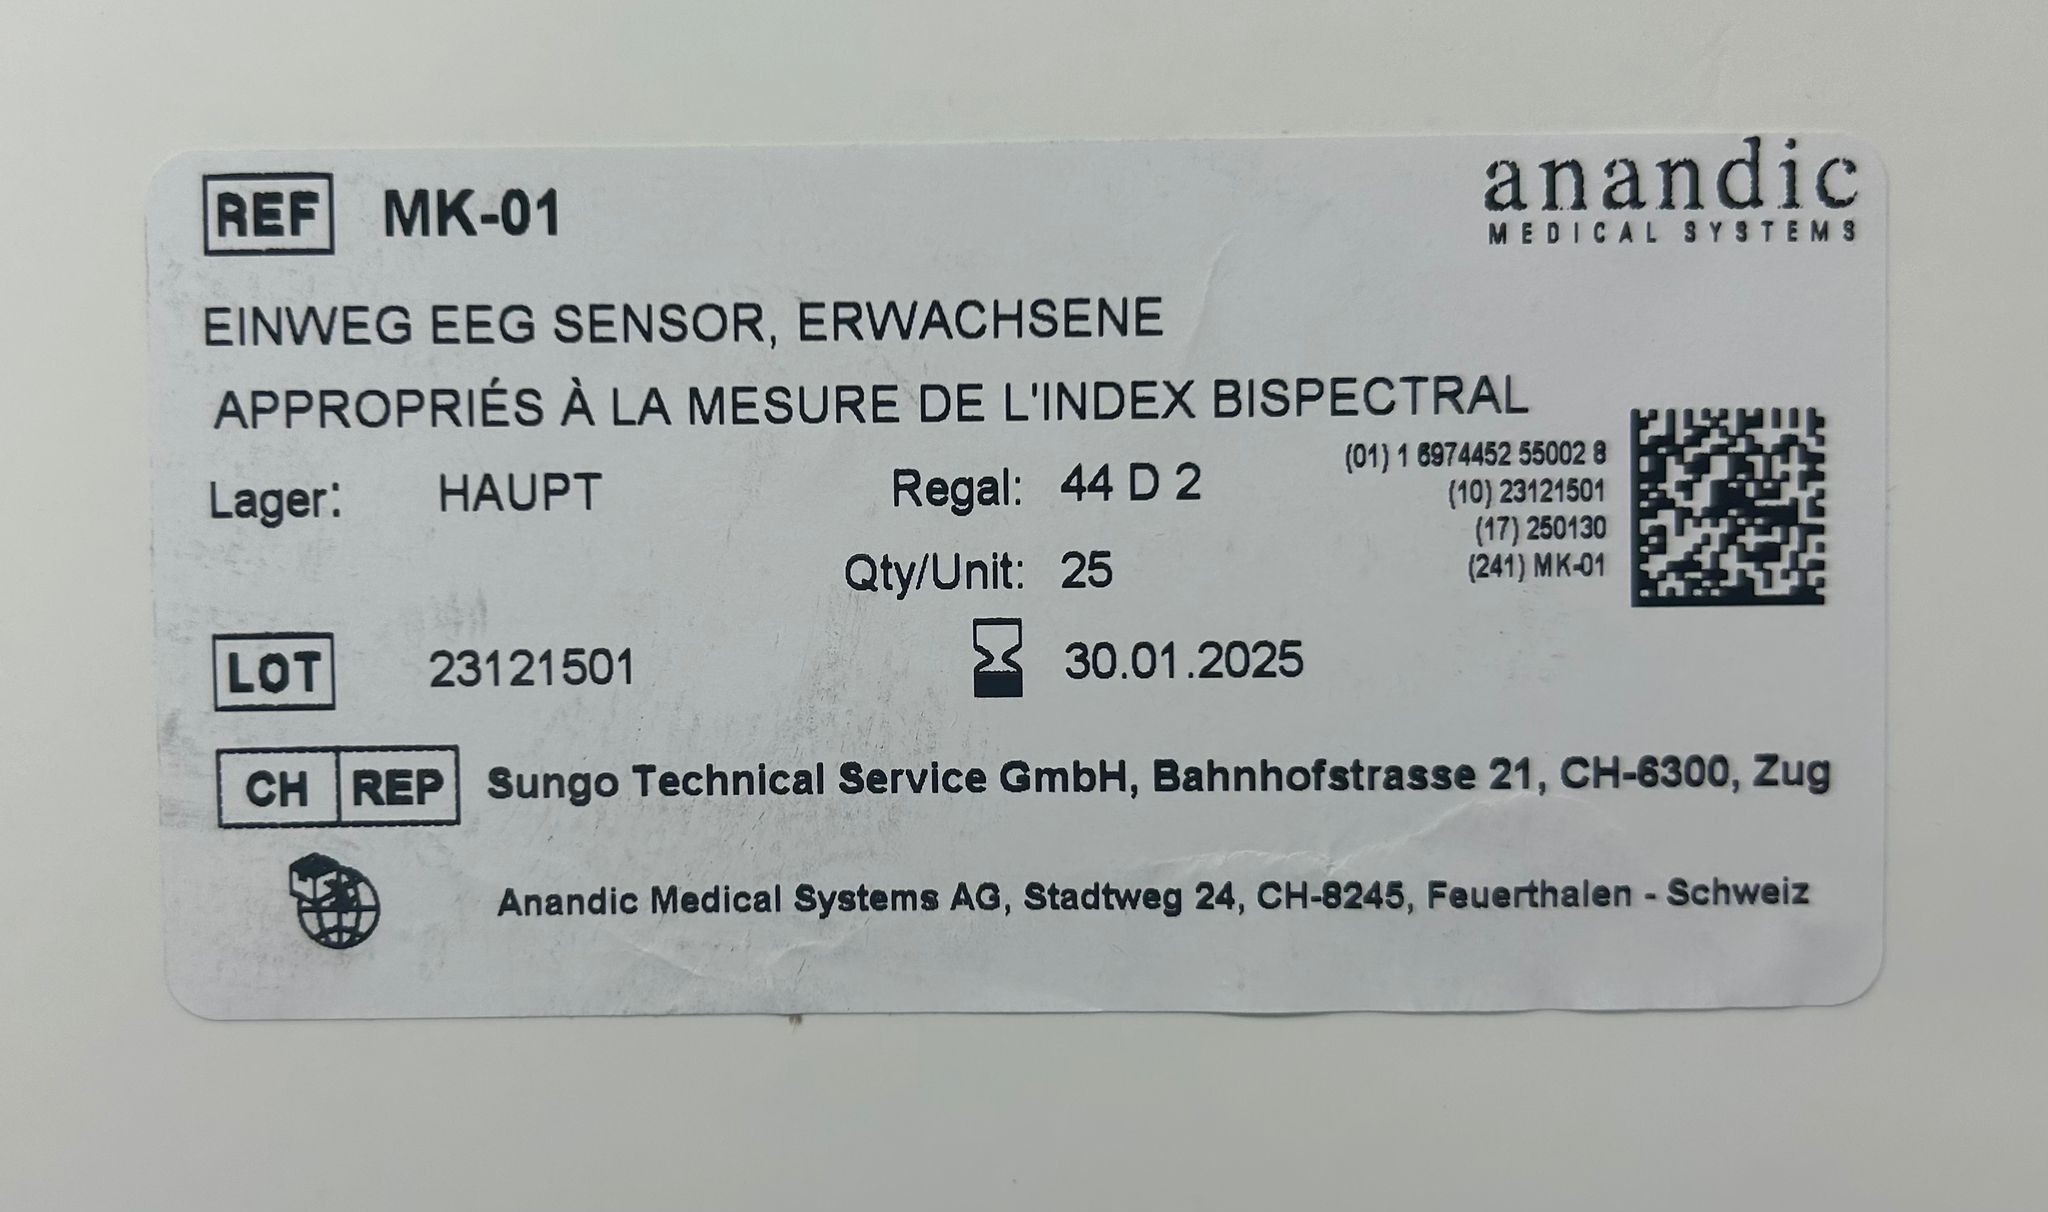 REF MK-01
anandic
MEDICAL SYSTEMS
EINWEG EEG SENSOR, ERWACHSENE
APPROPRIÉS À LA MESURE DE L'INDEX BISPECTRAL
Lager: HAUPT Regal: 44 D 2
Qty/Unit: 25
(01) 1 6974452 55002 8
(10) 23121501
(17) 250130
(241) MK-01
LOT 23121501 30.01.2025
CH REP Sungo Technical Service GmbH, Bahnhofstrasse 21, CH-6300, Zug
Anandic Medical Systems AG, Stadtweg 24, CH-8245, Feuerthalen - Schweiz